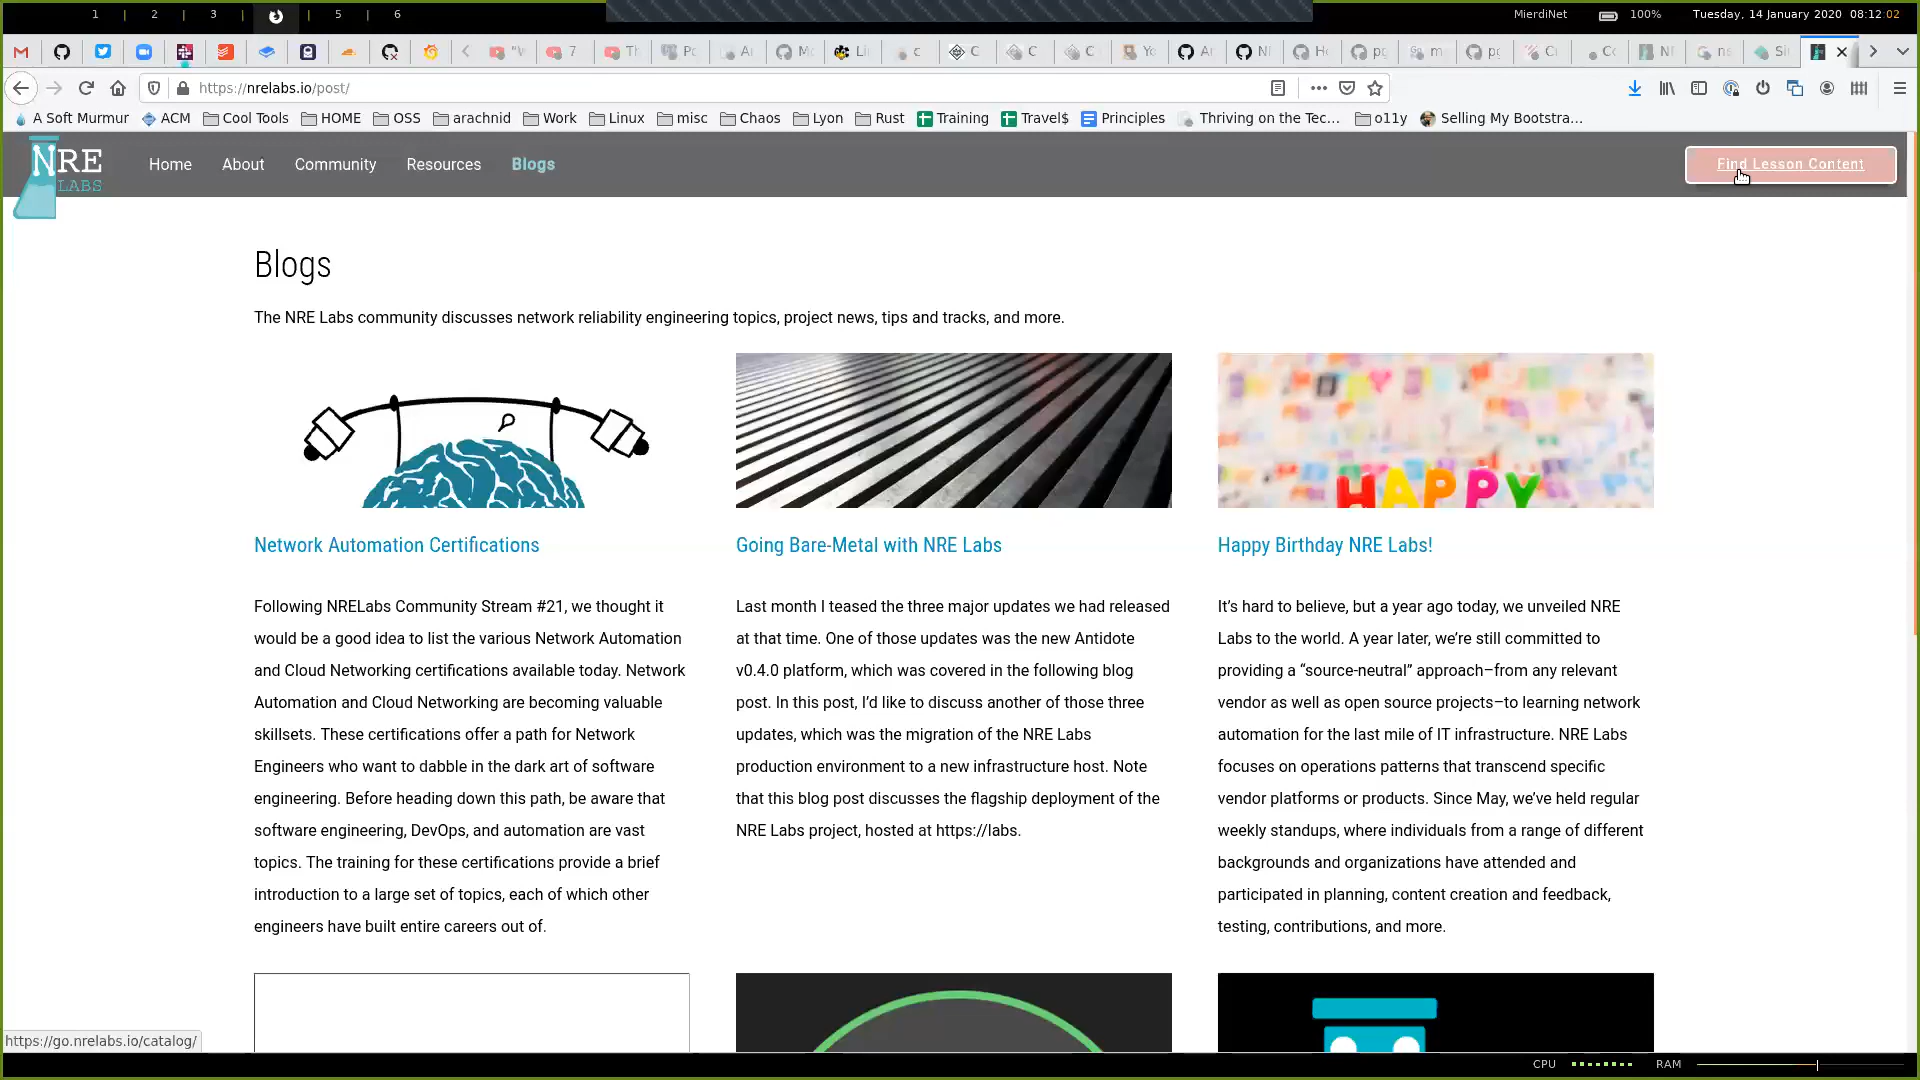 1 | 2 | 3 | | 5 | 6
MierdiNet 100% Tuesday, 14 January 2020 08:12:02
https://nrelabs.io/post/
A Soft Murmur ACM Cool Tools HOME OSS arachnid Work Linux misc Chaos Lyon Rust Training Travel$ Principles Thriving on the Tec... o11y Selling My Bootstra...
NRE LABS
Home About Community Resources Blogs Find Lesson Content
Blogs
The NRE Labs community discusses network reliability engineering topics, project news, tips and tracks, and more.
HAPPY
Network Automation Certifications
Following NRELabs Community Stream #21, we thought it
would be a good idea to list the various Network Automation
and Cloud Networking certifications available today. Network
Automation and Cloud Networking are becoming valuable
skillsets. These certifications offer a path for Network
Engineers who want to dabble in the dark art of software
engineering. Before heading down this path, be aware that
software engineering, DevOps, and automation are vast
topics. The training for these certifications provide a brief
introduction to a large set of topics, each of which other
engineers have built entire careers out of.
Going Bare-Metal with NRE Labs
Last month I teased the three major updates we had released
at that time. One of those updates was the new Antidote
v0.4.0 platform, which was covered in the following blog
post. In this post, I’d like to discuss another of those three
updates, which was the migration of the NRE Labs
production environment to a new infrastructure host. Note
that this blog post discusses the flagship deployment of the
NRE Labs project, hosted at https://labs.
Happy Birthday NRE Labs!
It’s hard to believe, but a year ago today, we unveiled NRE
Labs to the world. A year later, we’re still committed to
providing a “source-neutral” approach–from any relevant
vendor as well as open source projects–to learning network
automation for the last mile of IT infrastructure. NRE Labs
focuses on operations patterns that transcend specific
vendor platforms or products. Since May, we’ve held regular
weekly standups, where individuals from a range of different
backgrounds and organizations have attended and
participated in planning, content creation and feedback,
testing, contributions, and more.
https://go.nrelabs.io/catalog/
CPU RAM